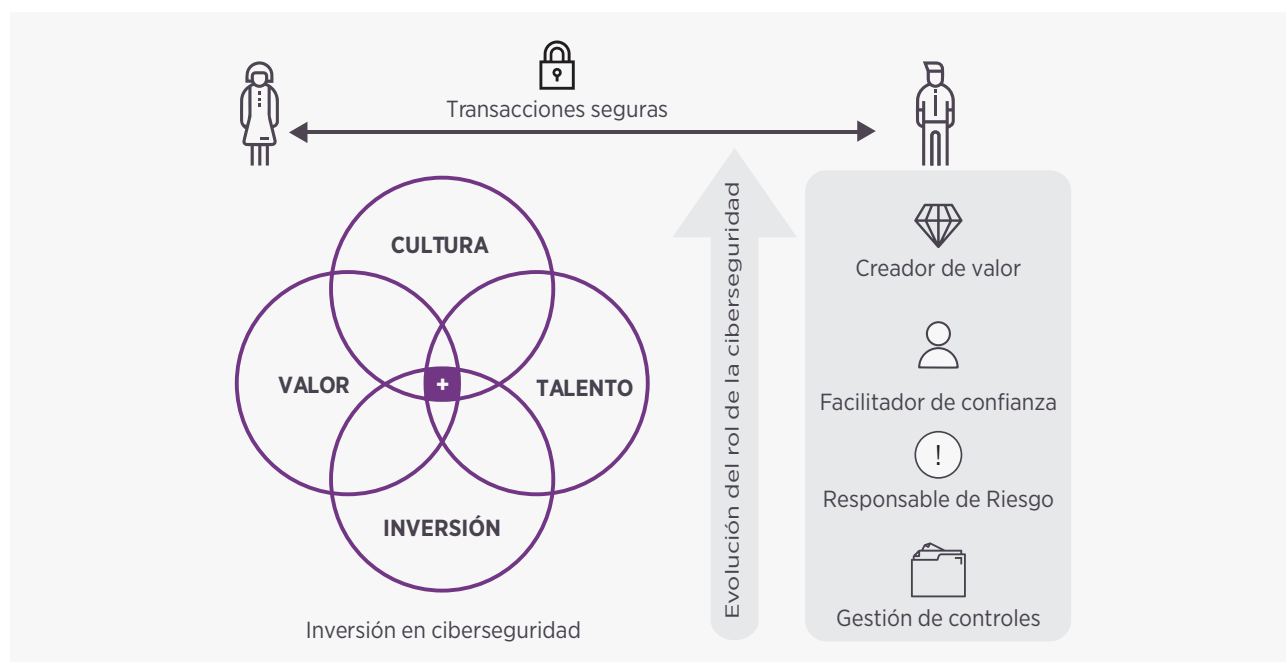 Transacciones seguras
CULTURA
VALOR
TALENTO
INVERSIÓN
Inversión en ciberseguridad
Evolución del rol de la ciberseguridad
Creador de valor
Facilitador de confianza
Responsable de Riesgo
Gestión de controles